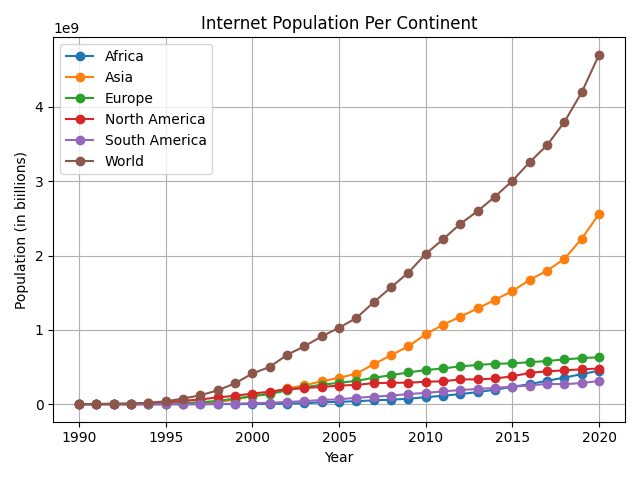 Internet Population Per Continent
1e9
Africa
Asia
Europe
North America
South America
World
4
3
2
1
0
Population (in biillions)
1990 1995 2000 2005 2010 2015 2020
Year